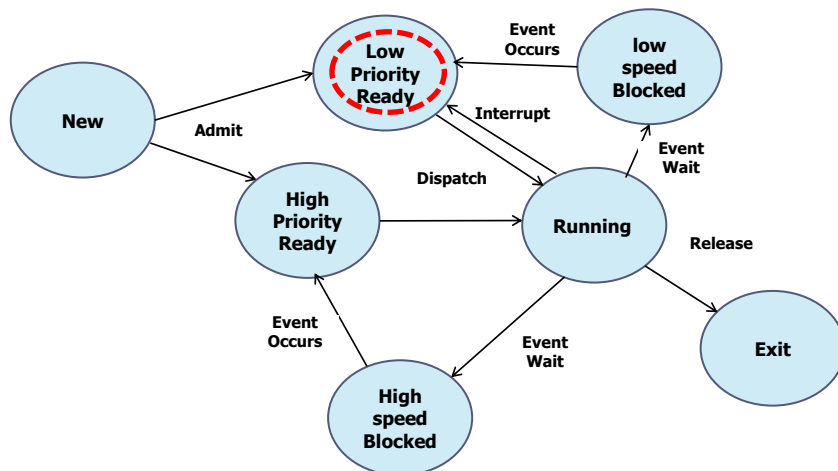 Event
Occurs
low
speed
Blocked
Low
Priority
Ready
New
Admit
Interrupt
Event
Wait
Dispatch
High
Priority
Ready
Running
Release
Event
Occurs
Event
Wait
Exit
High
speed
Blocked